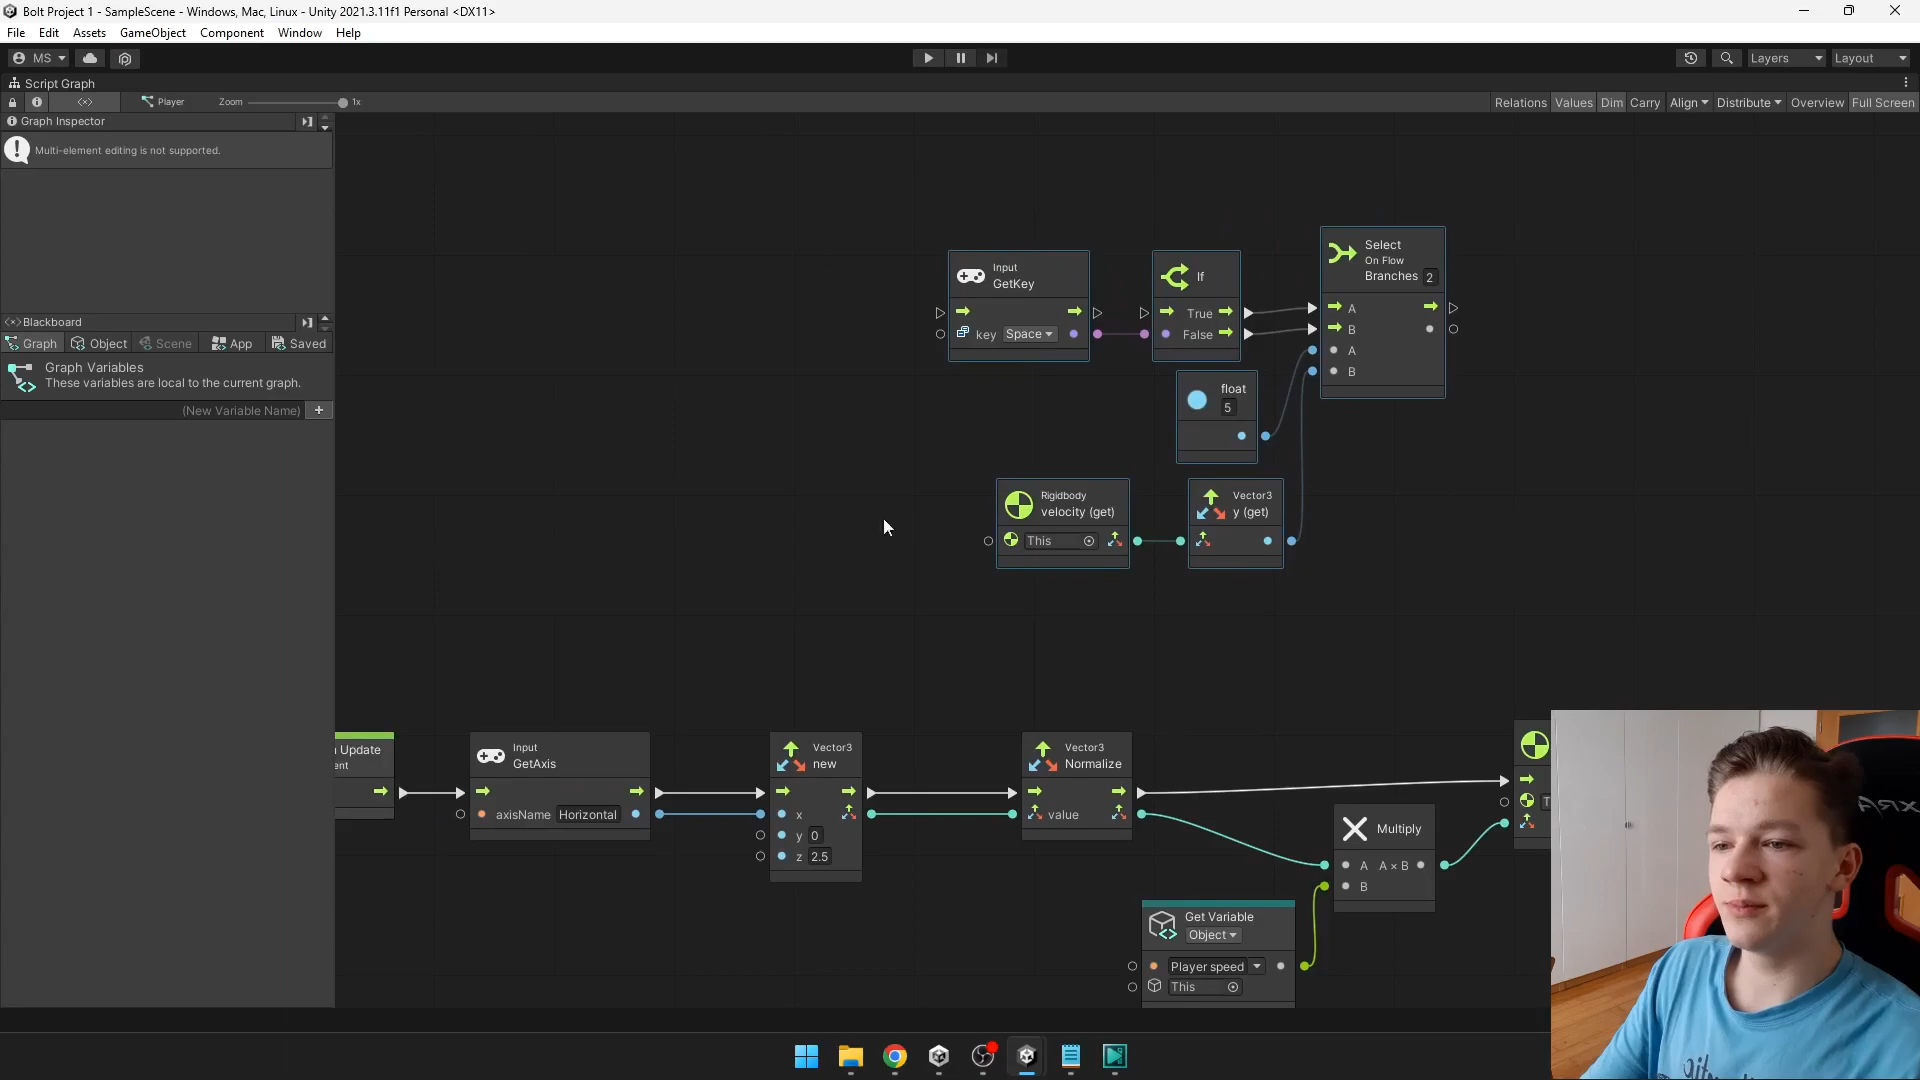 Bolt Project 1 - SampleScene - Windows, Mac, Linux - Unity 2021.3.11f1 Personal <DX11>
File Edit Assets GameObject Component Window Help
MS Layers Layout
Script Graph
<x> Player Zoom 1x Relations Values Dim Carry Align Distribute Overview Full Screen
Graph Inspector
Multi-element editing is not supported.
<x> Blackboard
Graph Object Scene App Saved
Graph Variables
These variables are local to the current graph.
(New Variable Name) +
Input
GetKey
key Space
If
True
False
Select
On Flow
Branches 2
A
B
A
B
float
5
Rigidbody
velocity (get)
This
Vector3
y (get)
Update
ent
Input
GetAxis
axisName Horizontal
Vector3
new
x
y 0
z 2.5
Vector3
Normalize
value
Multiply
A A × B
B
Get Variable
Object
Player speed
This